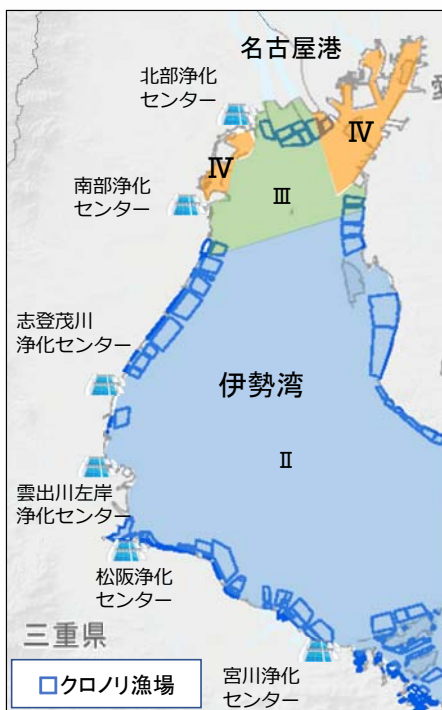 名古屋港
北部浄化
センター
愛
Ⅳ
Ⅳ
Ⅲ
南部浄化
センター
志登茂川
浄化センター
伊勢湾
Ⅱ
雲出川左岸
浄化センター
松阪浄化
センター
三重県
宮川浄化
センター
クロノリ漁場